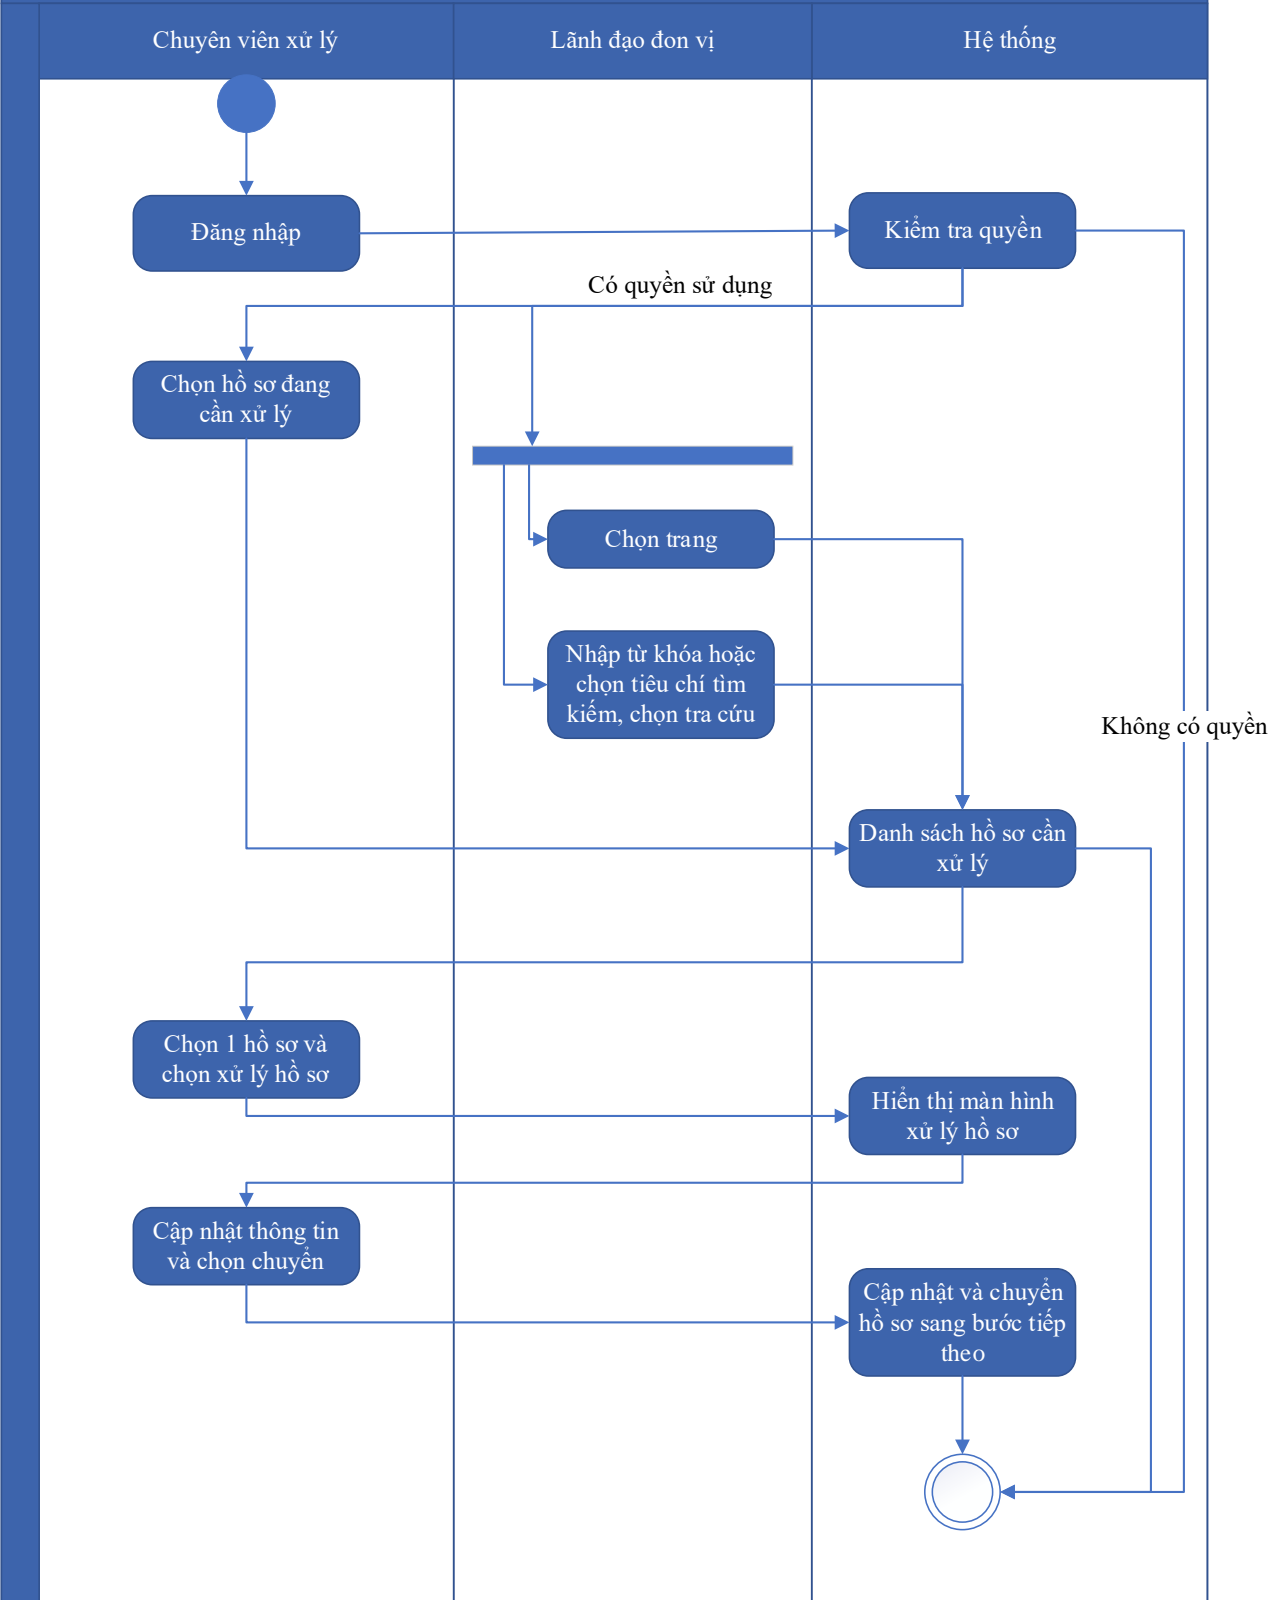 Chuyên viên xử lý
Lãnh đạo đon vị
Hệ thống
Đăng nhập
Kiểm tra quyền
Có quyền sử dụng
Chọn hồ sơ đang
cần xử lý
Chọn trang
Nhập từ khóa hoặc
chọn tiêu chí tìm
kiếm, chọn tra cứu
Không có quyền
Danh sách hồ sơ cần
xử lý
Chọn 1 hồ sơ và
chọn xử lý hồ sơ
Hiển thị màn hình
xử lý hồ sơ
Cập nhật thông tin
và chọn chuyển
Cập nhật và chuyển
hồ sơ sang bước tiếp
theo